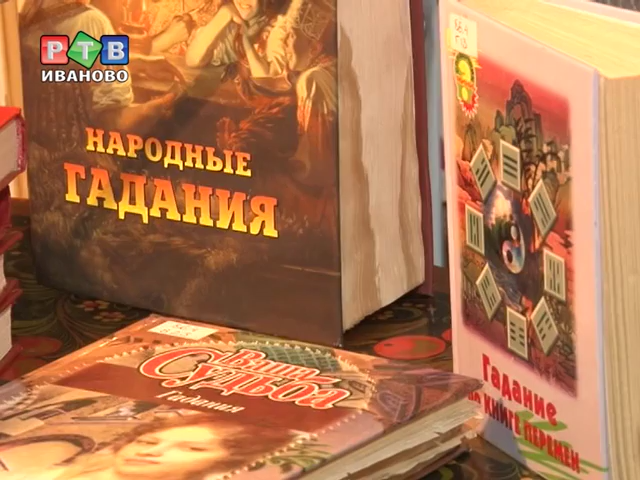 РТВ
ИВАНОВО
НАРОДНЫЕ
ГАДАНИЯ
Ваша
Судьба
Гадания
Гадание
НА КНИГЕ ПЕРЕМЕН